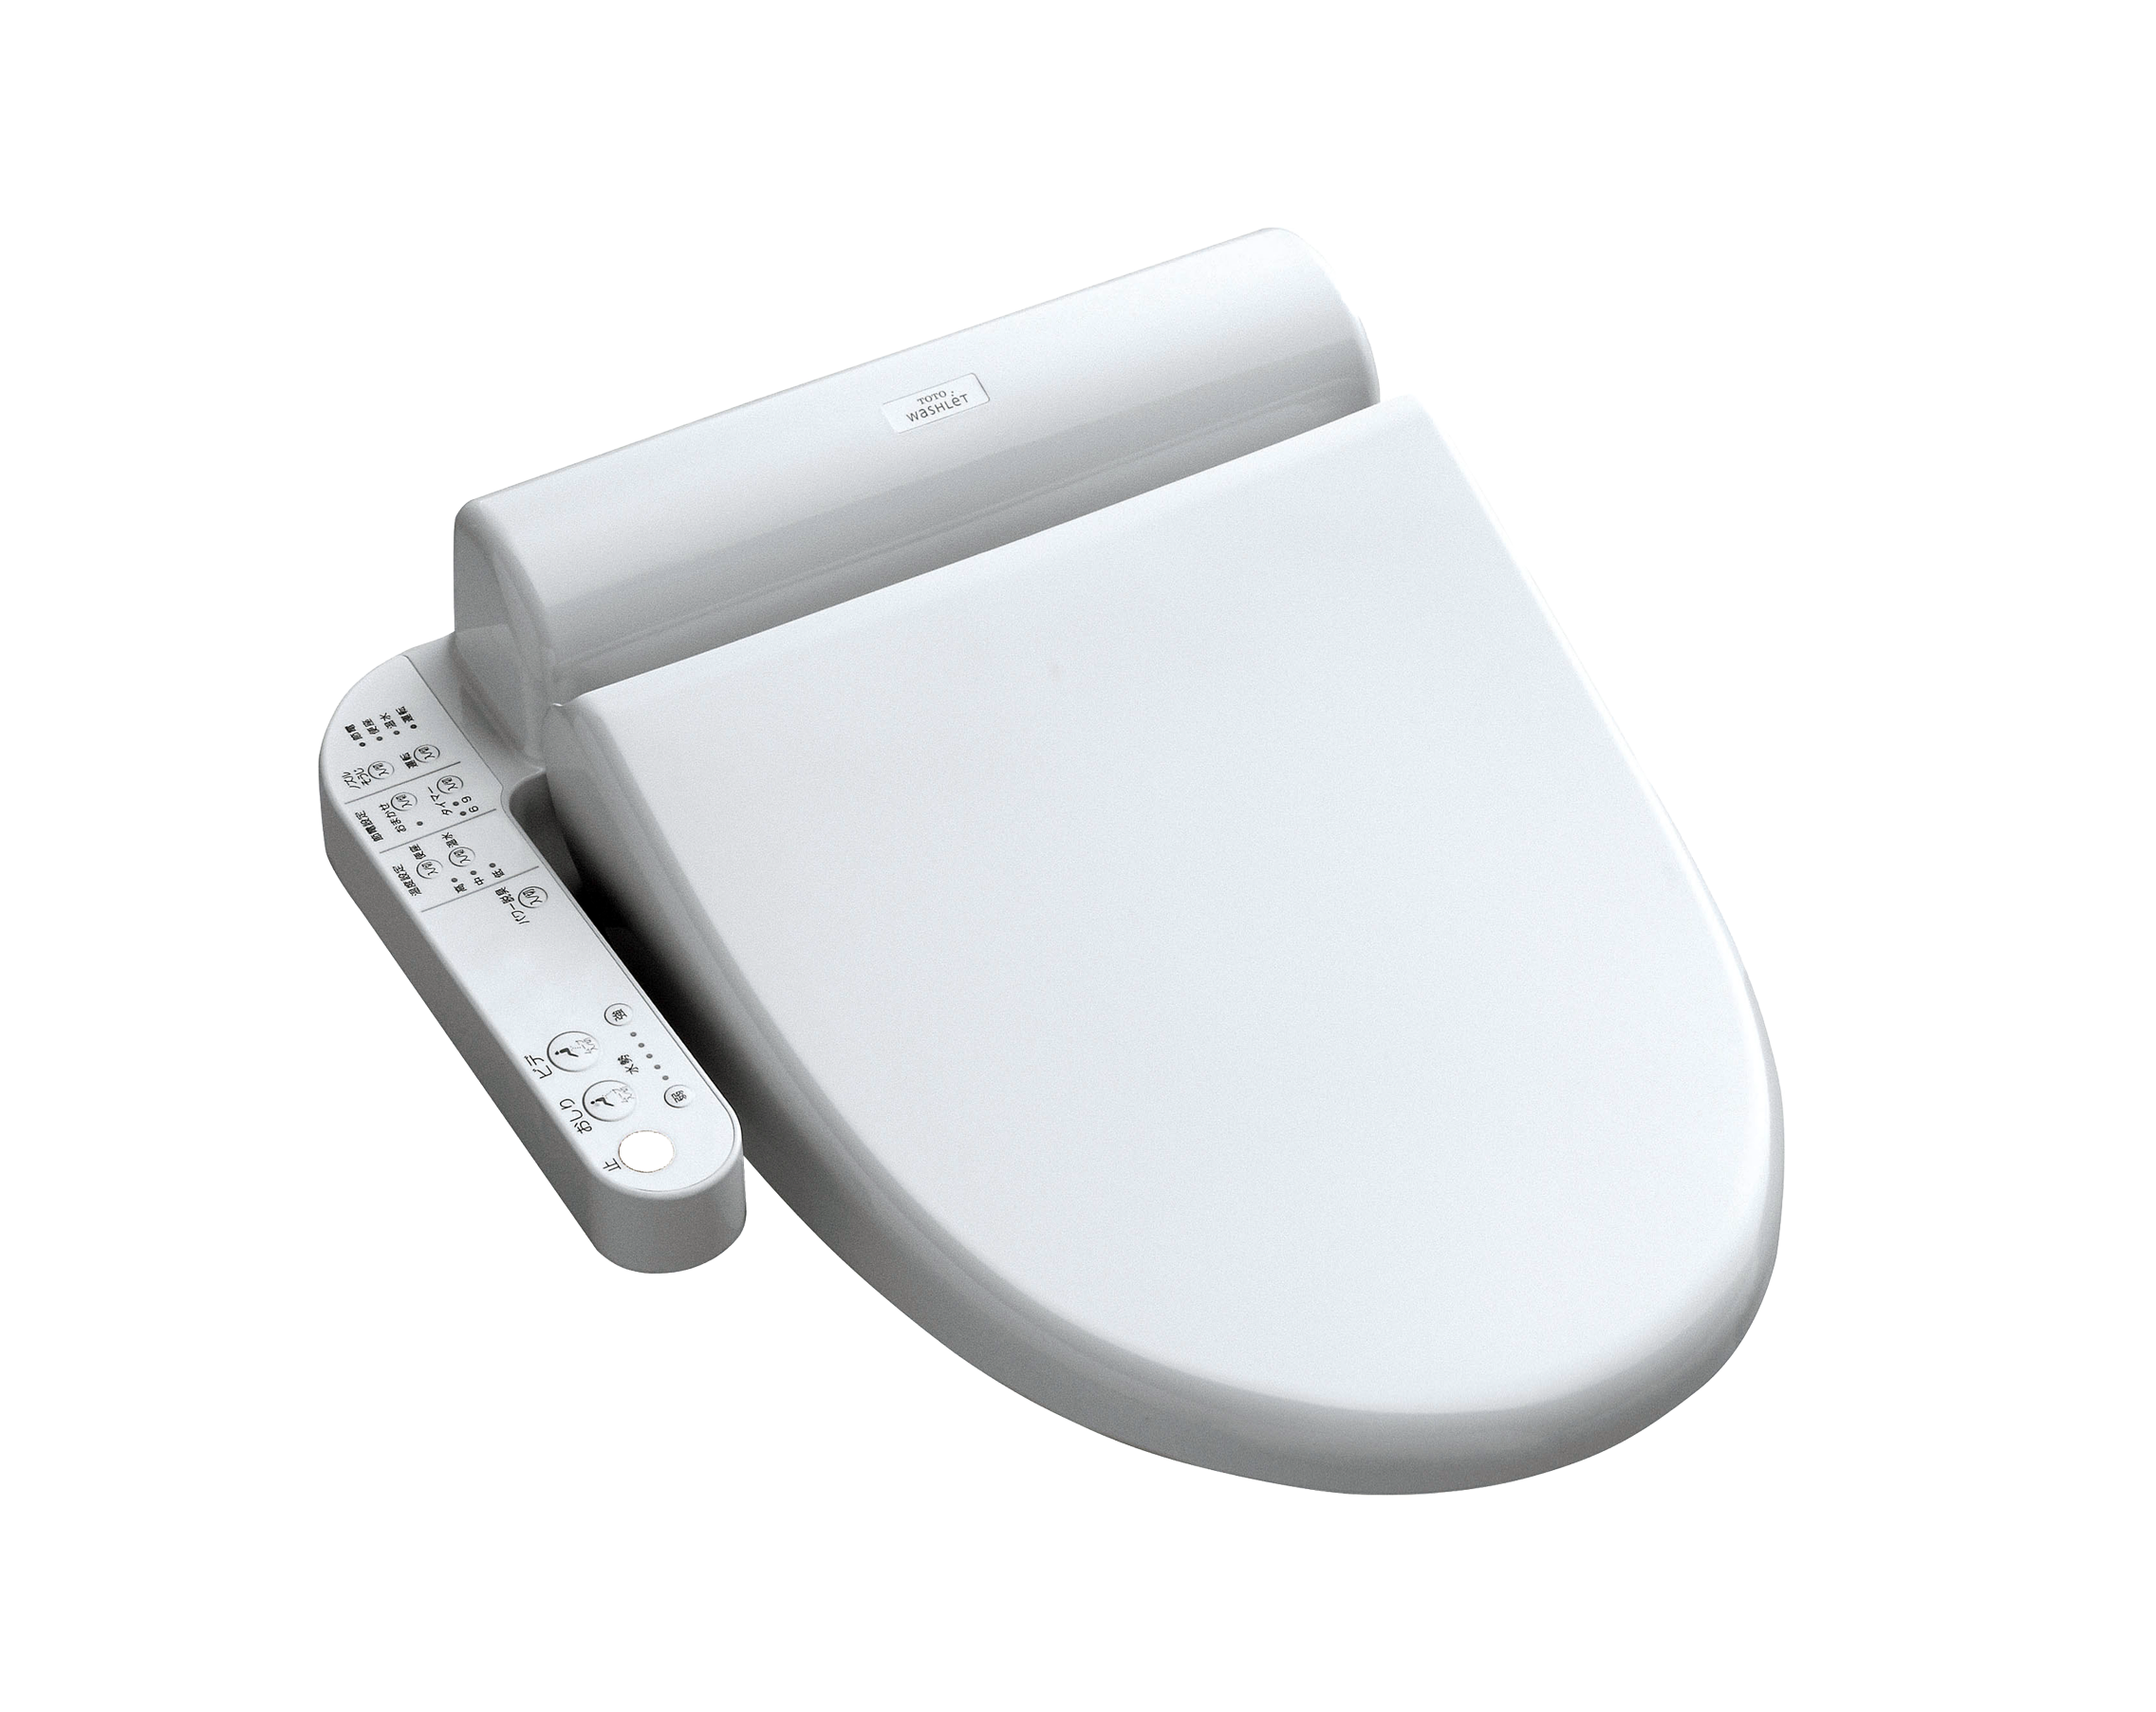 TOTO
WaSHLeT
節電
便座
温水
運転
ノズル
そうじ
入/切
運転
入/切
節電設定
おまかせ
入/切
タイマー
入/切
6 9
温度設定
便座
入/切
温水
入/切
高
中
低
パワー脱臭
入/切
強
水勢
弱
ビデ
おしり
止